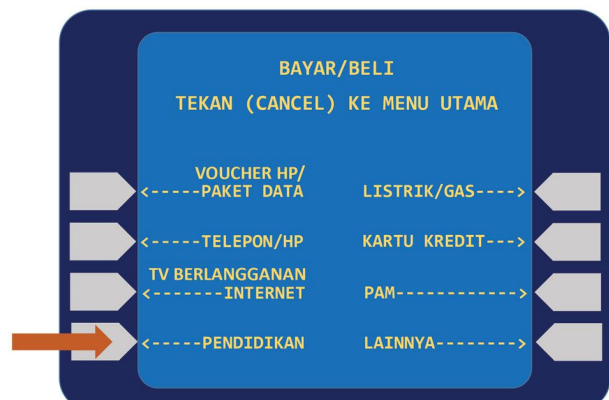 BAYAR/BELI
TEKAN (CANCEL) KE MENU UTAMA
VOUCHER HP/
<-----PAKET DATA
LISTRIK/GAS---->
<-----TELEPON/HP
KARTU KREDIT--->
TV BERLANGGANAN
<-------INTERNET
PAM------------>
<-----PENDIDIKAN
LAINNYA-------->